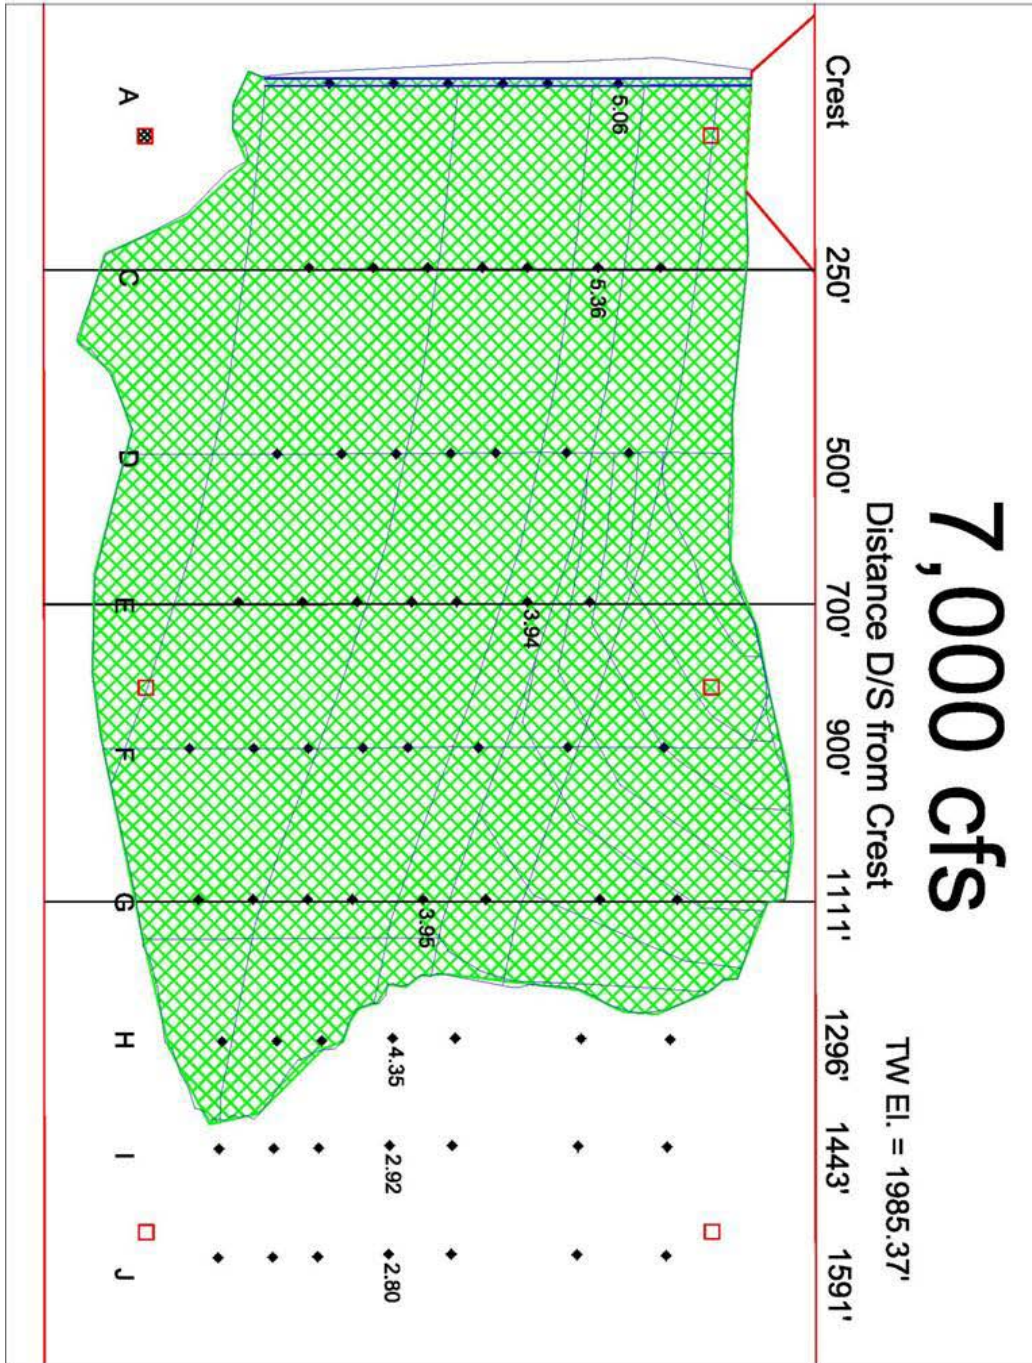 7,000 cfs
Distance D/S from Crest
TW El. = 1985.37'
Crest 250' 500' 700' 900' 1111' 1296' 1443' 1591'
5.06
5.36
3.94
3.95
4.35
2.92
2.80
A C D E F G H I J